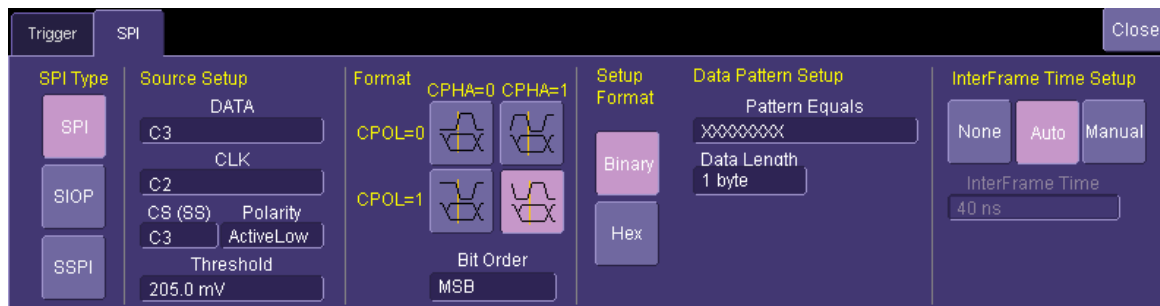 Trigger
SPI
Close
SPI Type
SPI
SIOP
SSPI
Source Setup
DATA
C3
CLK
C2
CS (SS) Polarity
C3 ActiveLow
Threshold
205.0 mV
Format
CPHA=0 CPHA=1
CPOL=0
CPOL=1
Bit Order
MSB
Setup
Format
Binary
Hex
Data Pattern Setup
Pattern Equals
XXXXXXXX
Data Length
1 byte
InterFrame Time Setup
None Auto Manual
InterFrame Time
40 ns